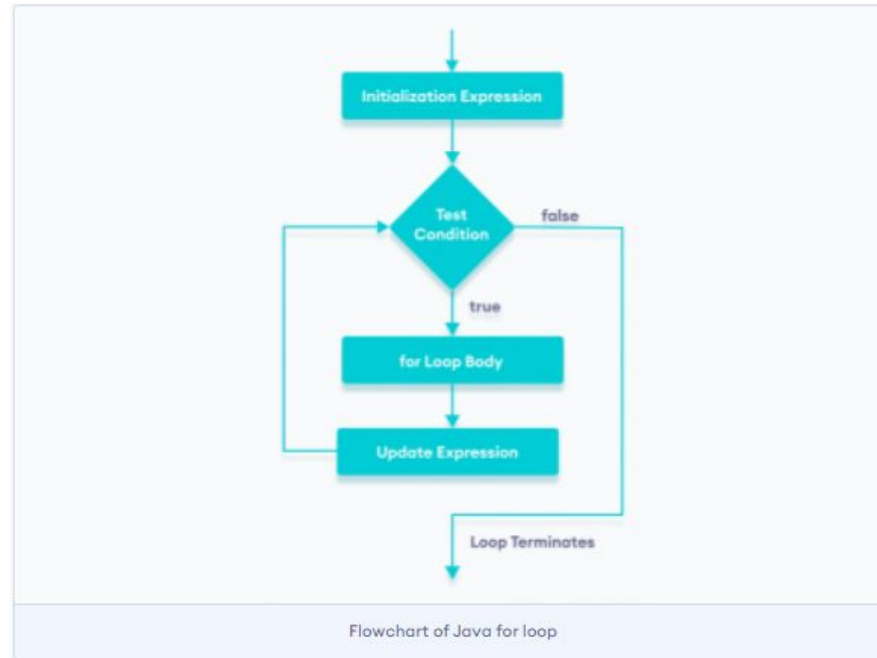 Initialization Expression
Test
Condition
false
true
for Loop Body
Update Expression
Loop Terminates
Flowchart of Java for loop